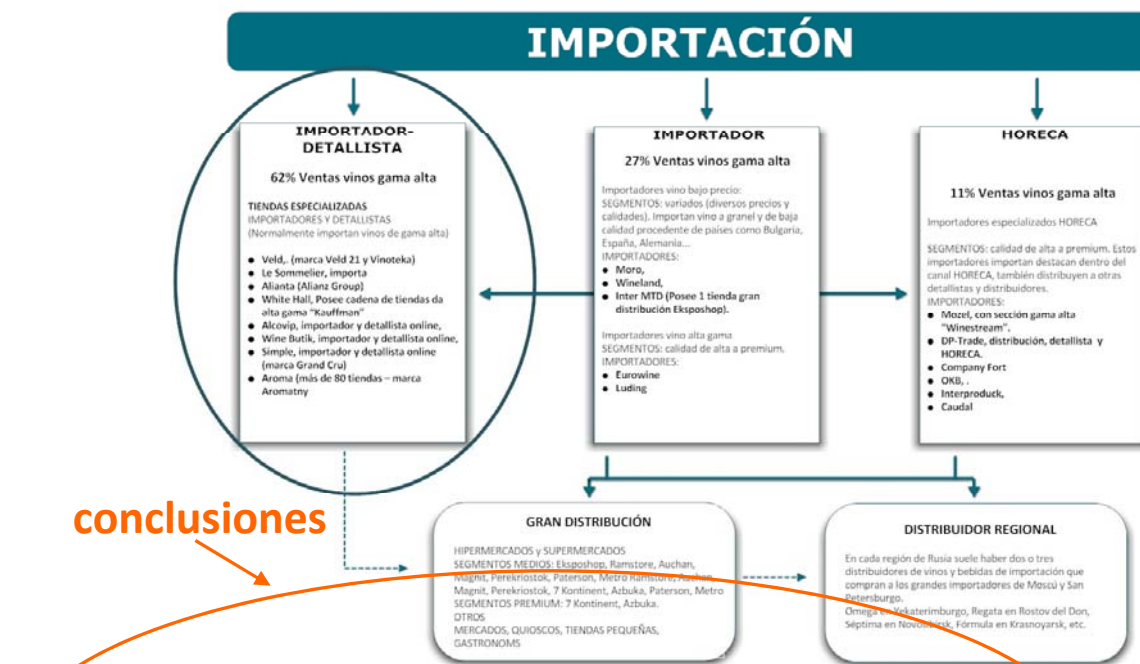 IMPORTACIÓN
IMPORTADOR-
DETALLISTA
62% Ventas vinos gama alta
TIENDAS ESPECIALIZADAS
IMPORTADORES Y DETALLISTAS
(Normalmente importan vinos de gama alta)
● Veld,. (marca Veld 21 y Vinoteka)
● Le Sommelier, importa
● Alianta (Alianz Group)
● White Hall, Posee cadena de tiendas da
alta gama “Kauffman”
● Alcovip, importador y detallista online,
● Wine Butik, importador y detallista online,
● Simple, importador y detallista online
(marca Grand Cru)
● Aroma (más de 80 tiendas – marca
Aromatny
IMPORTADOR
27% Ventas vinos gama alta
Importadores vino bajo precio:
SEGMENTOS: variados (diversos precios y
calidades). Importan vino a granel y de baja
calidad procedente de países como Bulgaria,
España, Alemania...
IMPORTADORES:
● Moro,
● Wineland,
● Inter MTD (Posee 1 tienda gran
distribución Eksposhop).
Importadores vino alta gama
SEGMENTOS: calidad de alta a premium.
IMPORTADORES:
● Eurowine
● Luding
HORECA
11% Ventas vinos gama alta
Importadores especializados HORECA
SEGMENTOS: calidad de alta a premium. Estos
importadores importan destacan dentro del
canal HORECA, también distribuyen a otras
detallistas y distribuidores.
IMPORTADORES:
● Mozel, con sección gama alta
“Winestream”.
● DP-Trade, distribución, detallista y
HORECA.
● Company Fort
● OKB, .
● Interproduck,
● Caudal
conclusiones
GRAN DISTRIBUCIÓN
HIPERMERCADOS y SUPERMERCADOS
SEGMENTOS MEDIOS: Eksposhop, Ramstore, Auchan,
Magnit, Perekriostok, Paterson, Metro Ramstore, Auchan,
Magnit, Perekriostok, 7 Kontinent, Azbuka, Paterson, Metro
SEGMENTOS PREMIUM: 7 Kontinent, Azbuka.
OTROS
MERCADOS, QUIOSCOS, TIENDAS PEQUEÑAS,
GASTRONOMS
DISTRIBUIDOR REGIONAL
En cada región de Rusia suele haber dos o tres
distribuidores de vinos y bebidas de importación que
compran a los grandes importadores de Moscú y San
Petersburgo.
Omega en Yekaterimburgo, Regata en Rostov del Don,
Séptima en Novosibirsk, Fórmula en Krasnoyarsk, etc.